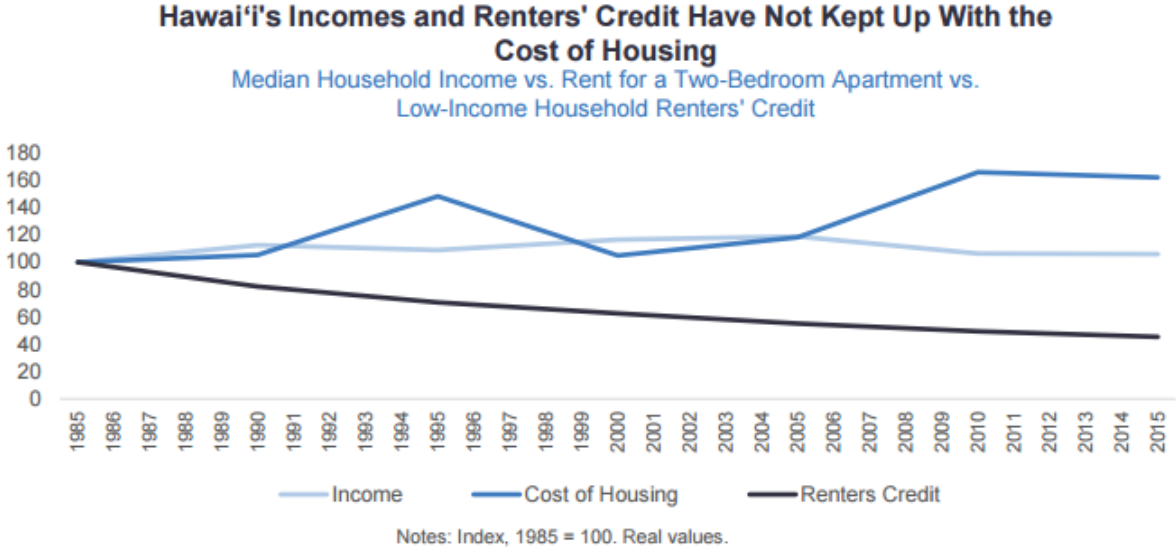 Hawaiʻi's Incomes and Renters' Credit Have Not Kept Up With the
Cost of Housing
Median Household Income vs. Rent for a Two-Bedroom Apartment vs.
Low-Income Household Renters' Credit
180
160
140
120
100
80
60
40
20
0
1985 1986 1987 1988 1989 1990 1991 1992 1993 1994 1995 1996 1997 1998 1999 2000 2001 2002 2003 2004 2005 2006 2007 2008 2009 2010 2011 2012 2013 2014 2015
Income Cost of Housing Renters Credit
Notes: Index, 1985 = 100. Real values.